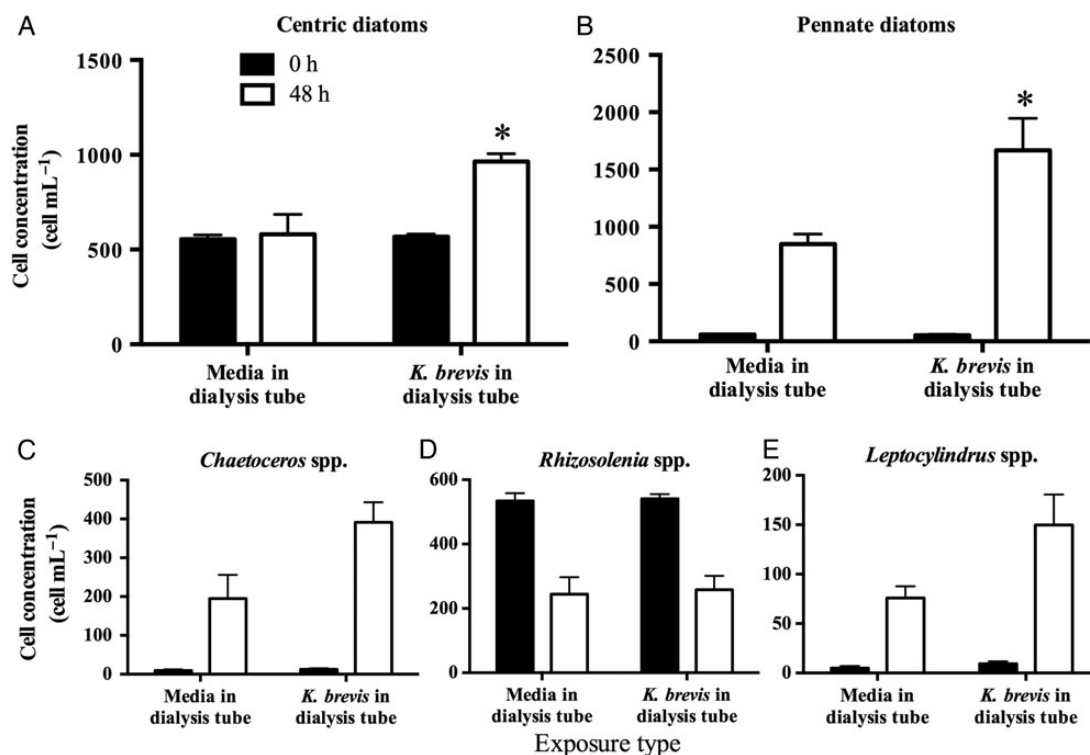 A
Centric diatoms
1500
1000
500
0
0 h
48 h
*
Cell concentration
(cell mL⁻¹)
Media in
dialysis tube
K. brevis in
dialysis tube
B
Pennate diatoms
2500
2000
1500
1000
500
0
*
Media in
dialysis tube
K. brevis in
dialysis tube
C
Chaetoceros spp.
500
400
300
200
100
0
Cell concentration
(cell mL⁻¹)
Media in
dialysis tube
K. brevis in
dialysis tube
D
Rhizosolenia spp.
600
400
200
0
Media in
dialysis tube
K. brevis in
dialysis tube
E
Leptocylindrus spp.
200
150
100
50
0
Media in
dialysis tube
K. brevis in
dialysis tube
Exposure type